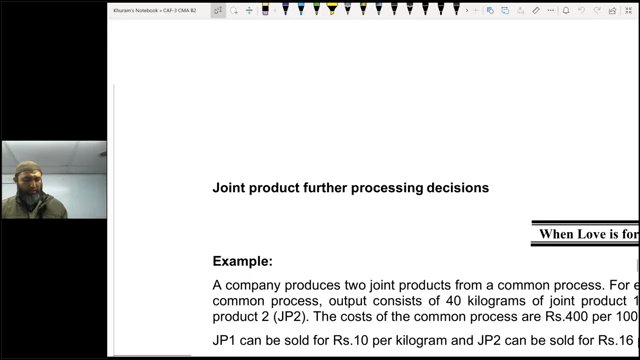 Khuram's Notebook » CAF-3 CMA B2
Joint product further processing decisions
When Love is for
Example:
A company produces two joint products from a common process. For e
common process, output consists of 40 kilograms of joint product 1
product 2 (JP2). The costs of the common process are Rs.400 per 100
JP1 can be sold for Rs.10 per kilogram and JP2 can be sold for Rs.16